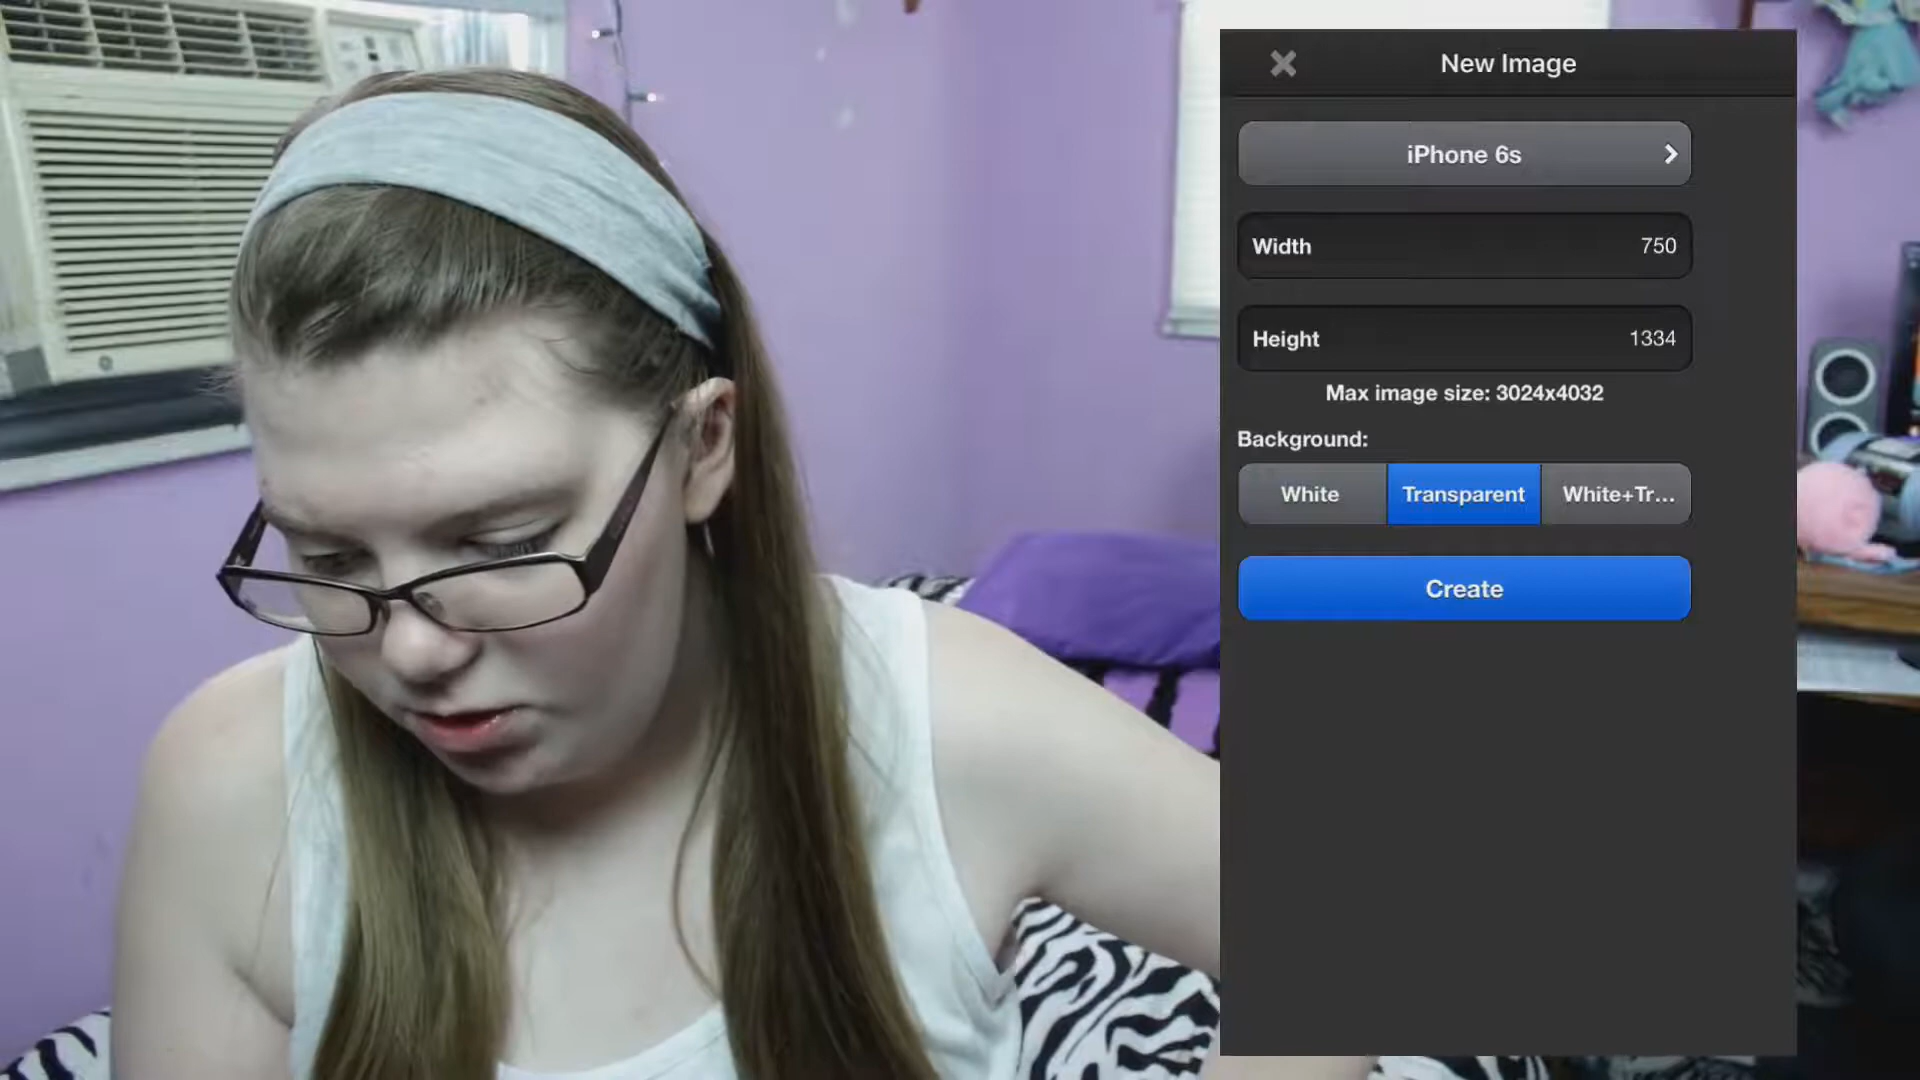 New Image
iPhone 6s
Width 750
Height 1334
Max image size: 3024x4032
Background:
White Transparent White+Tr...
Create